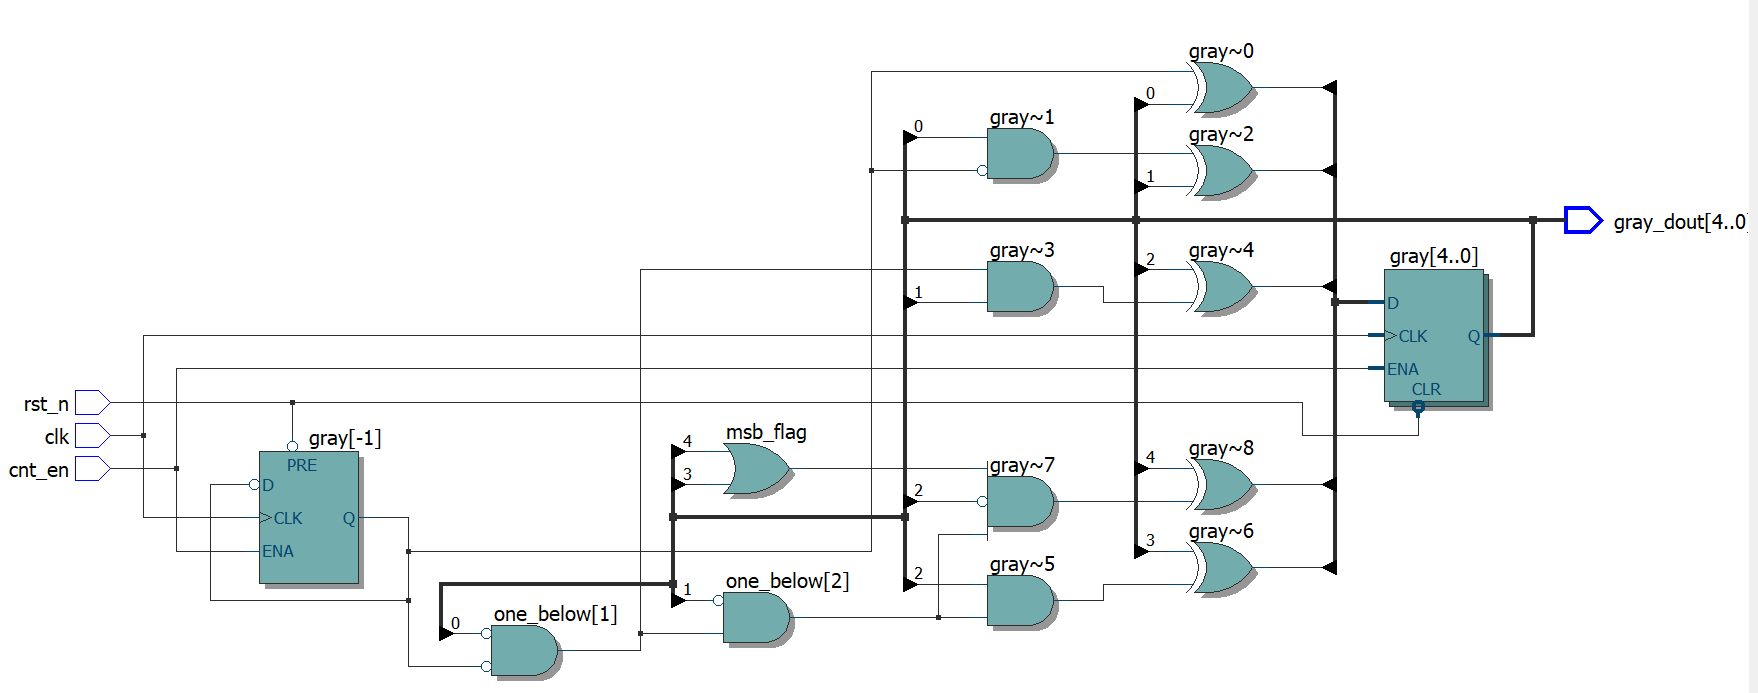 gray~0
0
gray~1
0
gray~2
1
gray_dout[4..0]
gray~3
gray~4
2
1
gray[4..0]
D
CLK
Q
ENA
CLR
rst_n
clk
cnt_en
gray[-1]
PRE
D
CLK
Q
ENA
msb_flag
4
3
gray~7
2
gray~8
4
gray~6
3
gray~5
2
one_below[2]
1
one_below[1]
0